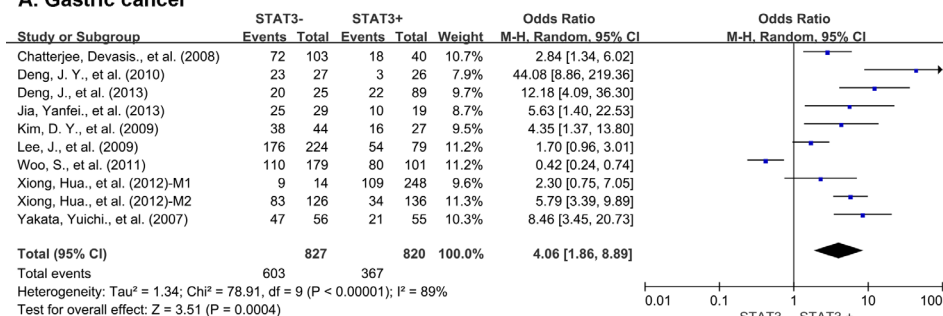 A. Gastric cancer
STAT3- STAT3+ Odds Ratio Odds Ratio
Study or Subgroup Events Total Events Total Weight M-H. Random. 95% CI M-H. Random. 95% CI
Chatterjee, Devasis., et al. (2008) 72 103 18 40 10.7% 2.84 [1.34, 6.02]
Deng, J. Y., et al. (2010) 23 27 3 26 7.9% 44.08 [8.86, 219.36]
Deng, J., et al. (2013) 20 25 22 89 9.7% 12.18 [4.09, 36.30]
Jia, Yanfei., et al. (2013) 25 29 10 19 8.7% 5.63 [1.40, 22.53]
Kim, D. Y., et al. (2009) 38 44 16 27 9.5% 4.35 [1.37, 13.80]
Lee, J., et al. (2009) 176 224 54 79 11.2% 1.70 [0.96, 3.01]
Woo, S., et al. (2011) 110 179 80 101 11.2% 0.42 [0.24, 0.74]
Xiong, Hua., et al. (2012)-M1 9 14 109 248 9.6% 2.30 [0.75, 7.05]
Xiong, Hua., et al. (2012)-M2 83 126 34 136 11.2% 5.79 [3.39, 9.89]
Yakata, Yuichi., et al. (2007) 47 56 21 55 10.3% 8.46 [3.45, 20.73]
Total (95% CI) 827 820 100.0% 4.06 [1.86, 8.89]
Total events 603 367
Heterogeneity: Tau² = 1.34; Chi² = 78.91, df = 9 (P < 0.00001); I² = 89%
Test for overall effect: Z = 3.51 (P = 0.0004)
0.01 0.1 1 10 100
STAT3- STAT3+